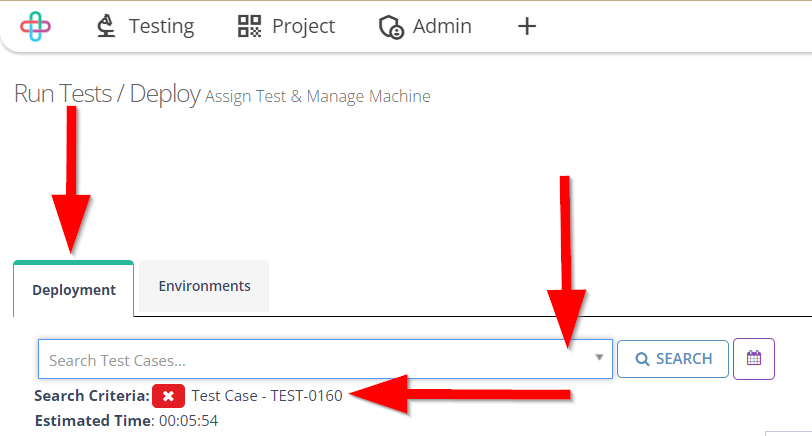 Testing Project Admin +
Run Tests / Deploy Assign Test & Manage Machine
Deployment Environments
Search Test Cases... SEARCH
Search Criteria: Test Case - TEST-0160
Estimated Time: 00:05:54